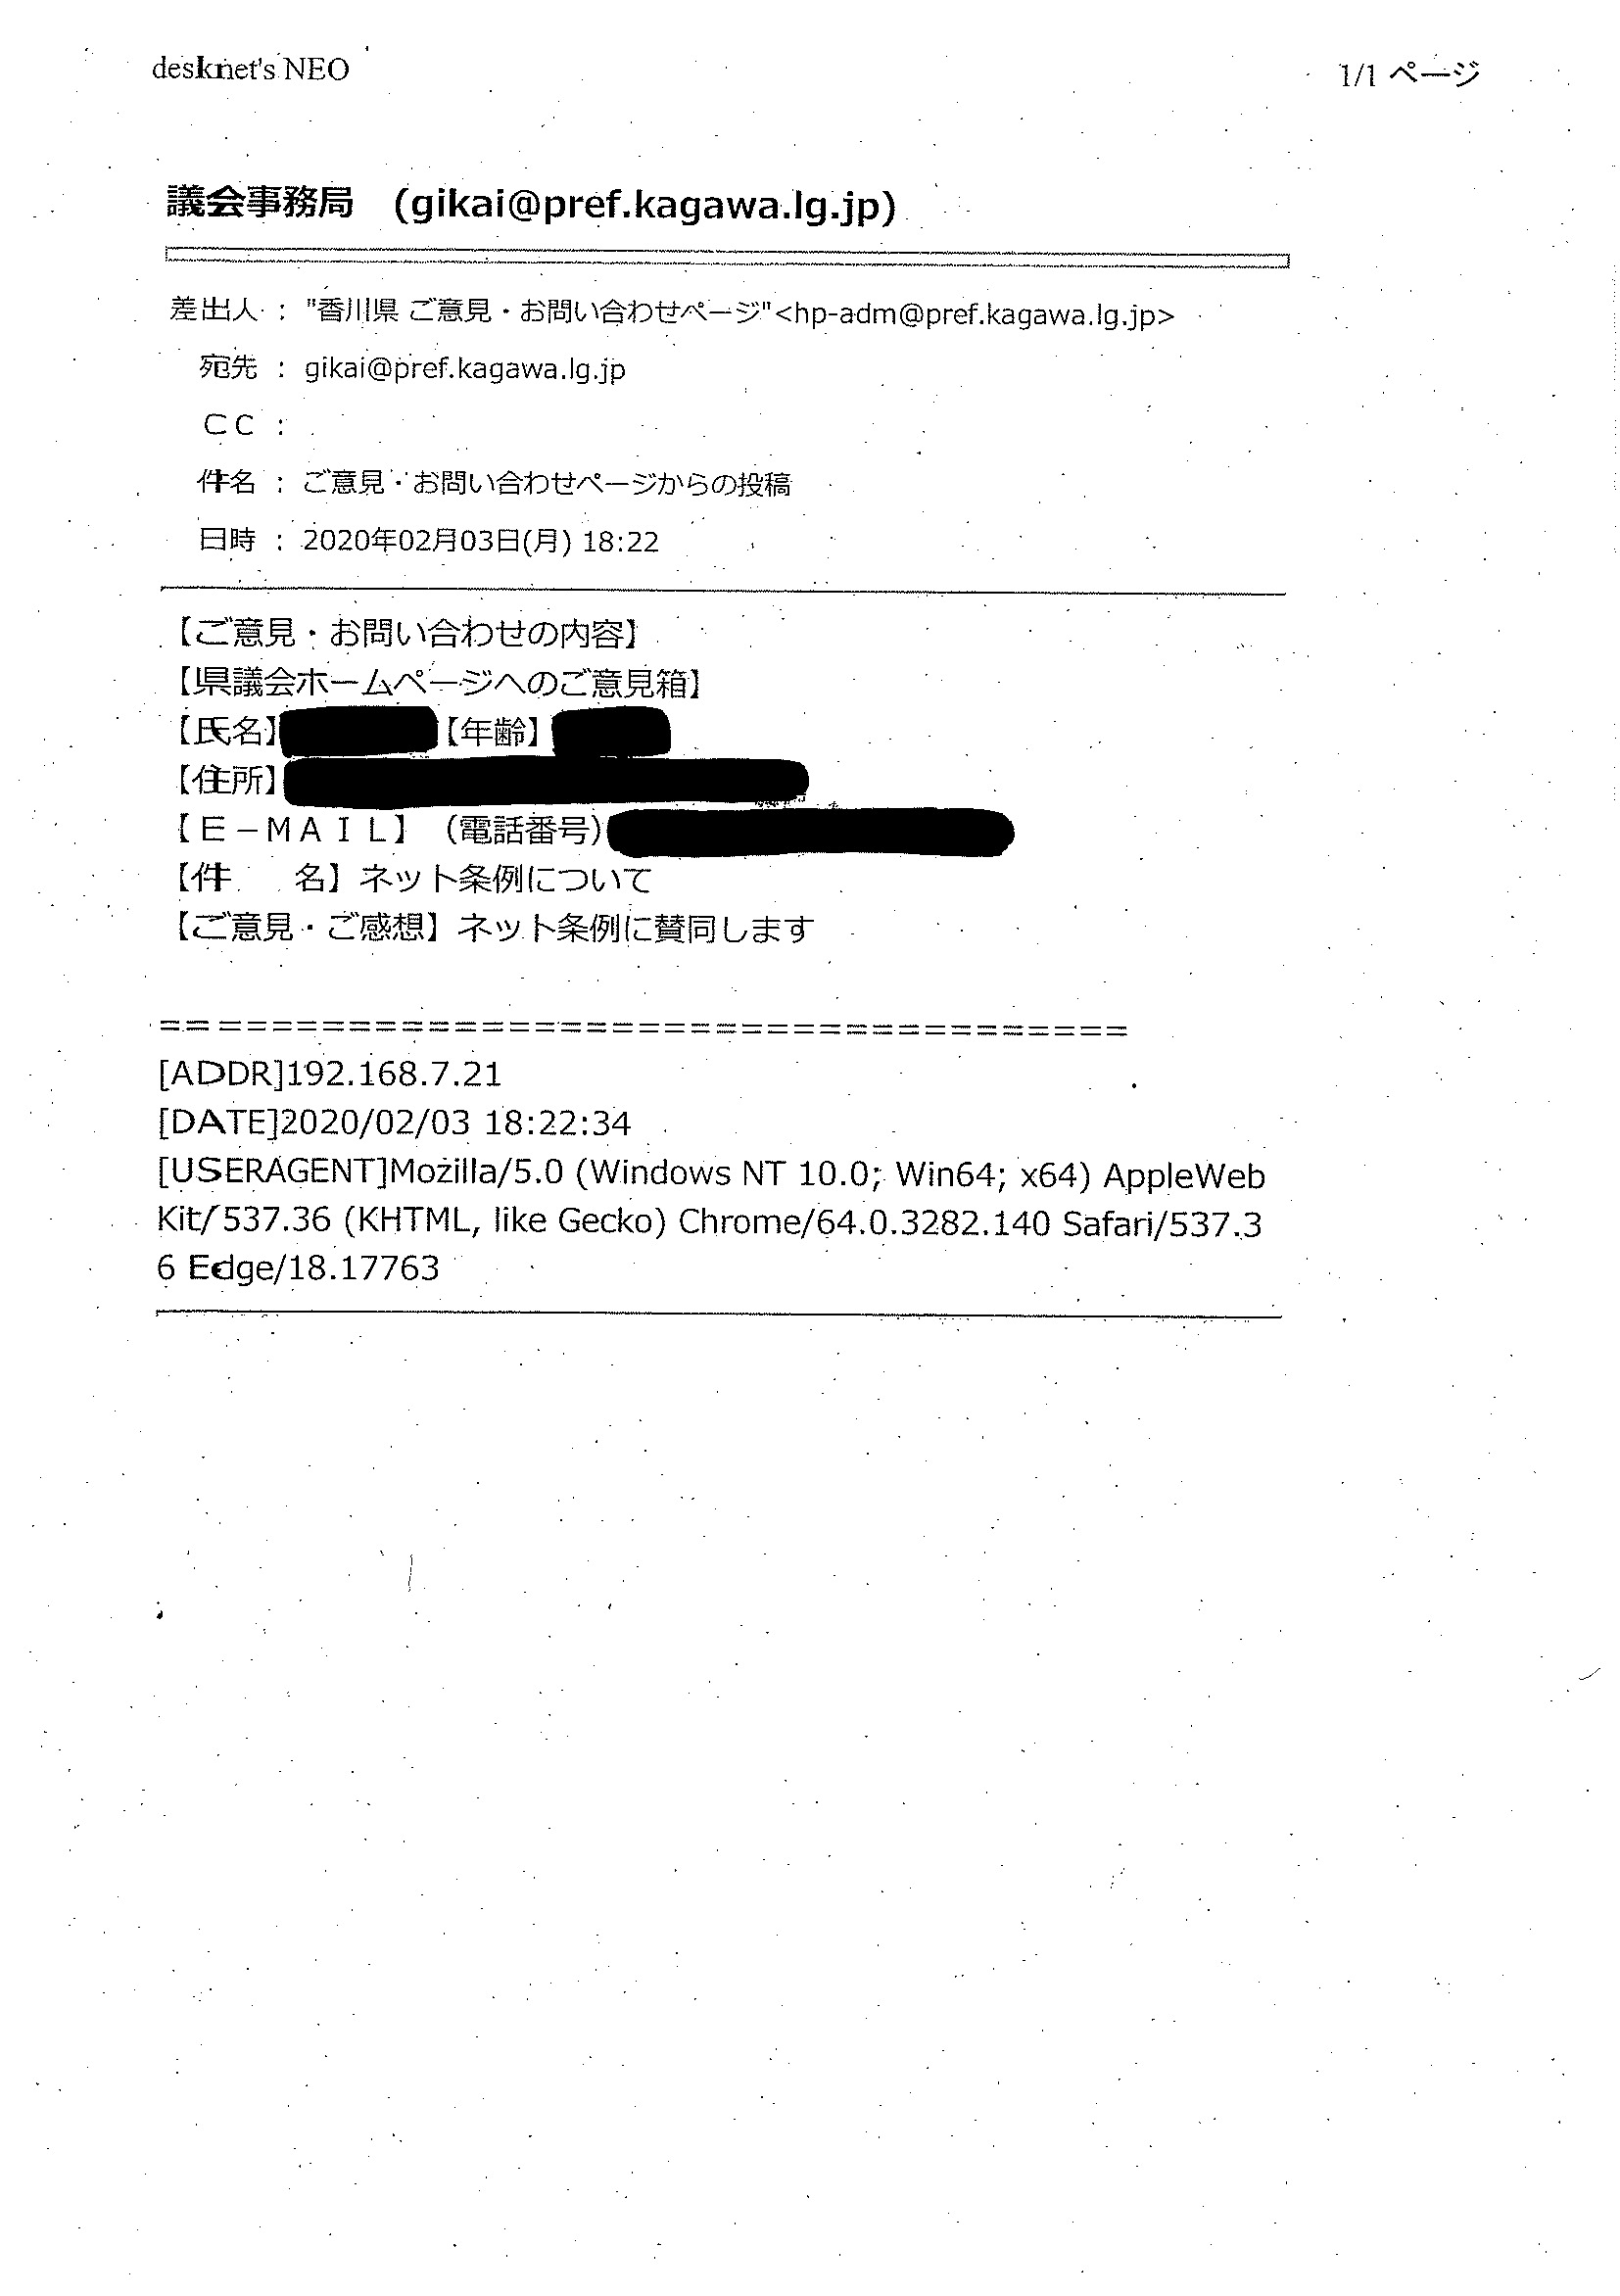 desknet's NEO
1/1 ページ
議会事務局 (gikai@pref.kagawa.lg.jp)
差出人 : "香川県 ご意見・お問い合わせページ"<hp-adm@pref.kagawa.lg.jp>
宛先 : gikai@pref.kagawa.lg.jp
ＣＣ :
件名 : ご意見・お問い合わせページからの投稿
日時 : 2020年02月03日(月) 18:22
【ご意見・お問い合わせの内容】
【県議会ホームページへのご意見箱】
【氏名】 【年齢】
【住所】
【Ｅ－ＭＡＩＬ】（電話番号）
【件　　名】ネット条例について
【ご意見・ご感想】ネット条例に賛同します
=====================================
[ADDR]192.168.7.21
[DATE]2020/02/03 18:22:34
[USERAGENT]Mozilla/5.0 (Windows NT 10.0; Win64; x64) AppleWeb
Kit/537.36 (KHTML, like Gecko) Chrome/64.0.3282.140 Safari/537.3
6 Edge/18.17763